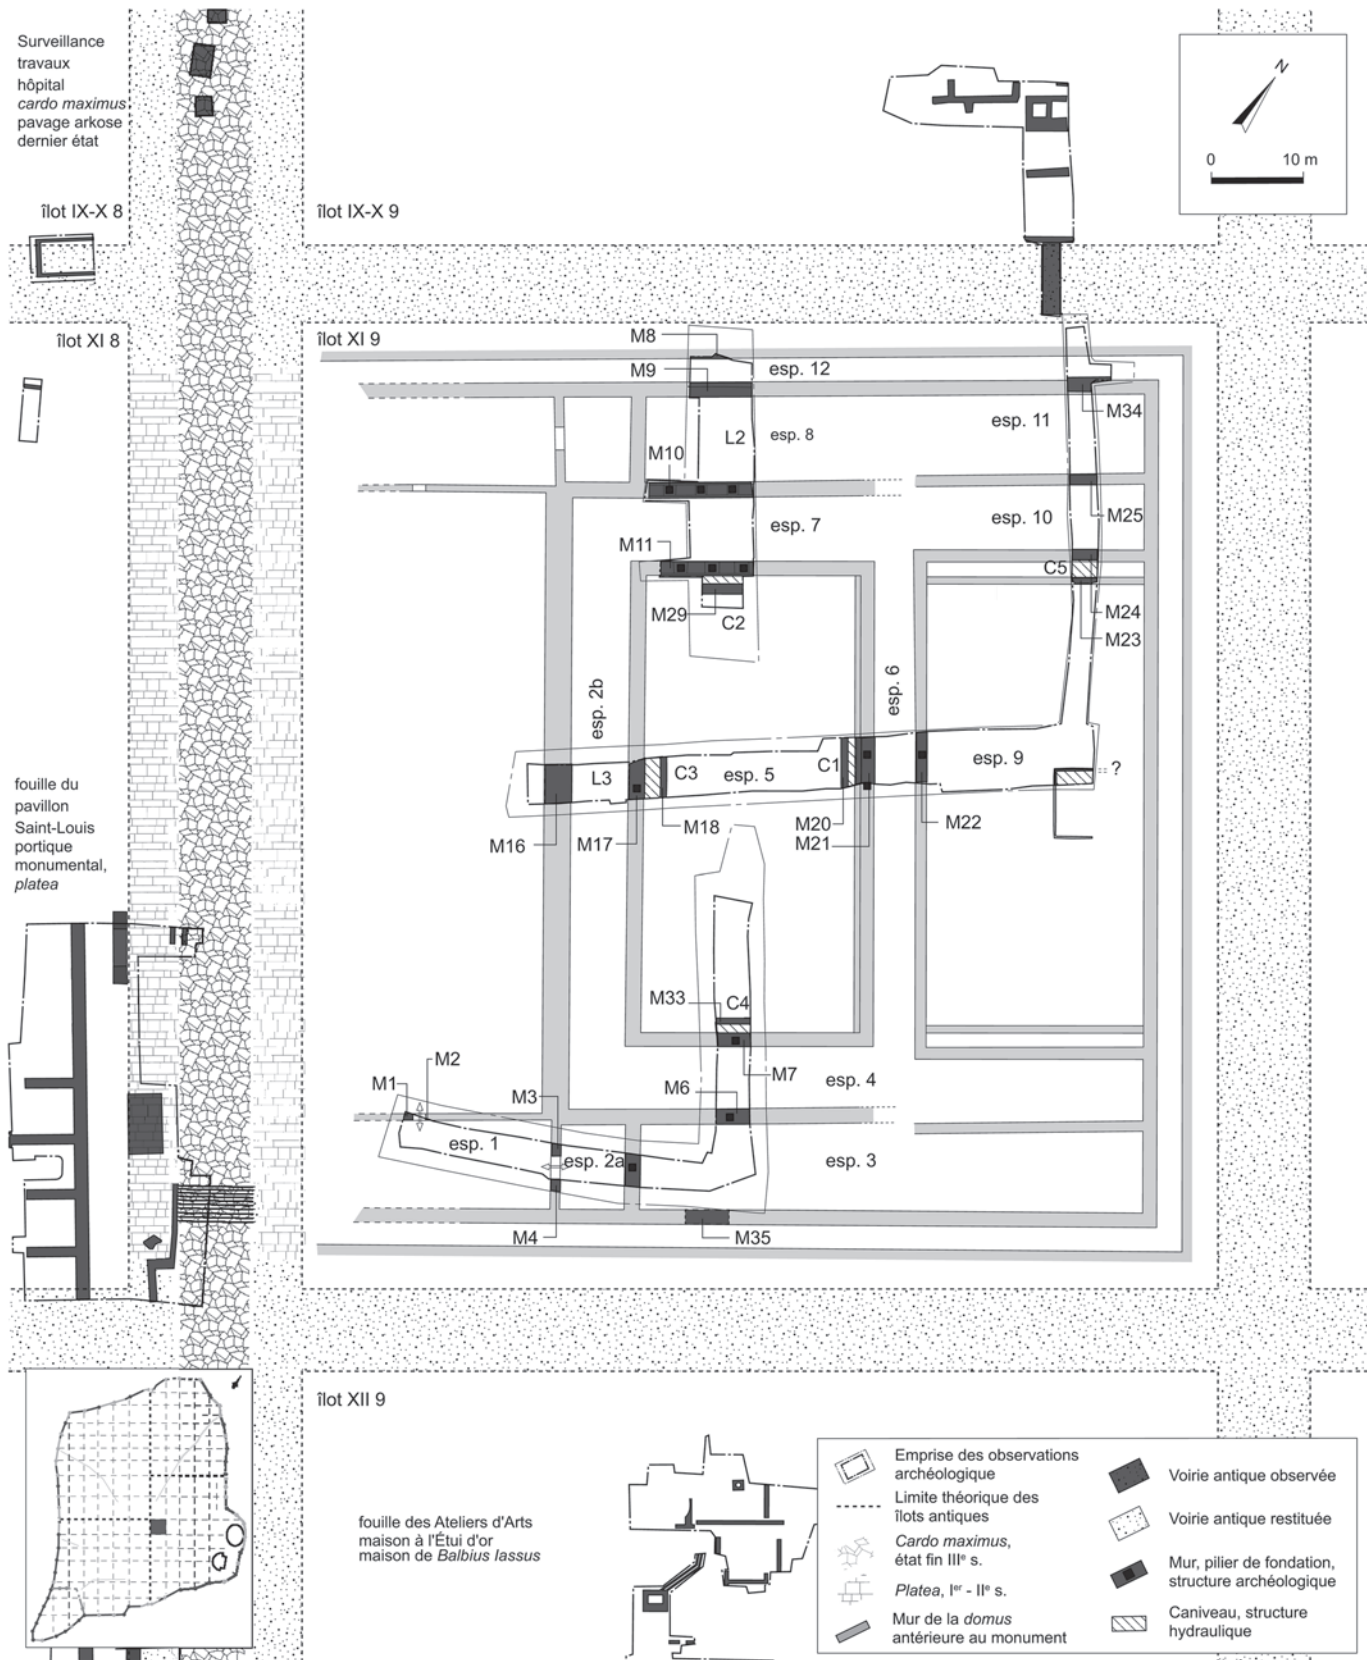 Surveillance
travaux
hôpital
cardo maximus
pavage arkose
dernier état
N
0 10 m
îlot IX-X 8
îlot IX-X 9
îlot XI 8
îlot XI 9
M8
esp. 12
M9
M34
esp. 11
L2
esp. 8
M10
M25
esp. 10
esp. 7
M11
C5
M29
C2
M24
M23
esp. 2b
esp. 6
L3
C3
esp. 5
C1
esp. 9
?
M18
M20
M22
M16
M17
M21
fouille du
pavillon
Saint-Louis
portique
monumental,
platea
M33
C4
M2
M1
M3
M7
M6
esp. 4
esp. 1
esp. 2a
esp. 3
M4
M35
îlot XII 9
fouille des Ateliers d'Arts
maison à l'Étui d'or
maison de Balbius Iassus
Emprise des observations
archéologique
Limite théorique des
îlots antiques
Cardo maximus,
état fin IIIᵉ s.
Platea, Iᵉʳ - IIᵉ s.
Mur de la domus
antérieure au monument
Voirie antique observée
Voirie antique restituée
Mur, pilier de fondation,
structure archéologique
Caniveau, structure
hydraulique